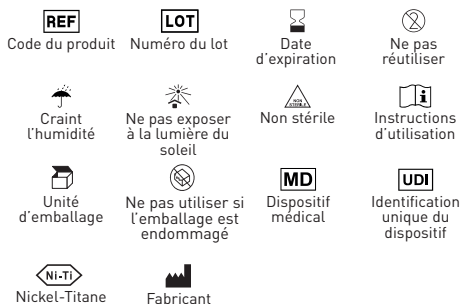 REF
LOT
Code du produit
Numéro du lot
Date
d'expiration
Ne pas
réutiliser
NON
STERILE
i
Craint
l'humidité
Ne pas exposer
à la lumière du
soleil
Non stérile
Instructions
d'utilisation
MD
UDI
Unité
d'emballage
Ne pas utiliser si
l'emballage est
endommagé
Dispositif
médical
Identification
unique du
dispositif
Ni-Ti
Nickel-Titane
Fabricant